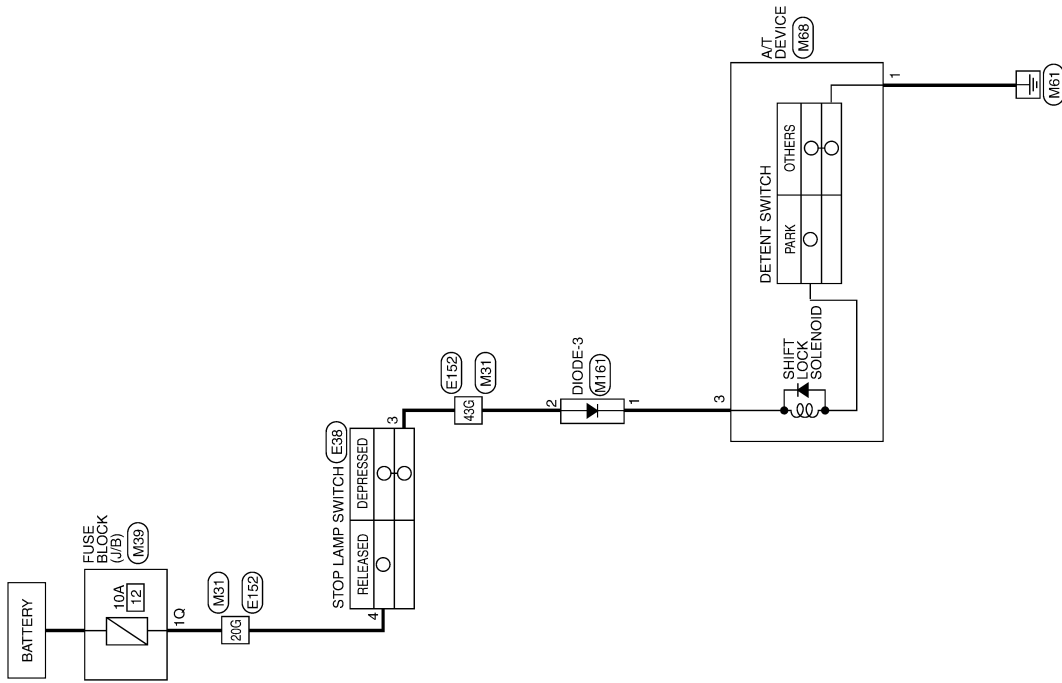 BATTERY
FUSE
BLOCK
(J/B)
M39
10A
12
1Q
20G
M31
E152
STOP LAMP SWITCH
E38
RELEASED
DEPRESSED
4
3
43G
E152
M31
DIODE-3
M161
2
1
A/T
DEVICE
M68
3
SHIFT
LOCK
SOLENOID
DETENT SWITCH
PARK
OTHERS
1
M61